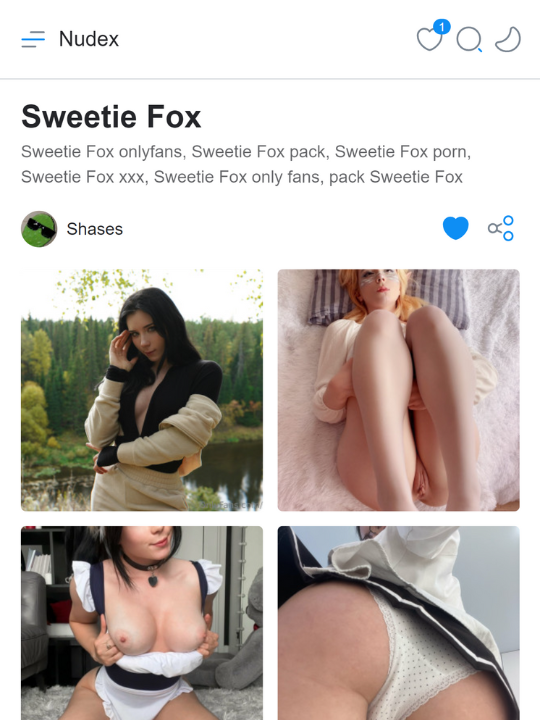 Nudex
1
Sweetie Fox
Sweetie Fox onlyfans, Sweetie Fox pack, Sweetie Fox porn,
Sweetie Fox xxx, Sweetie Fox only fans, pack Sweetie Fox
Shases